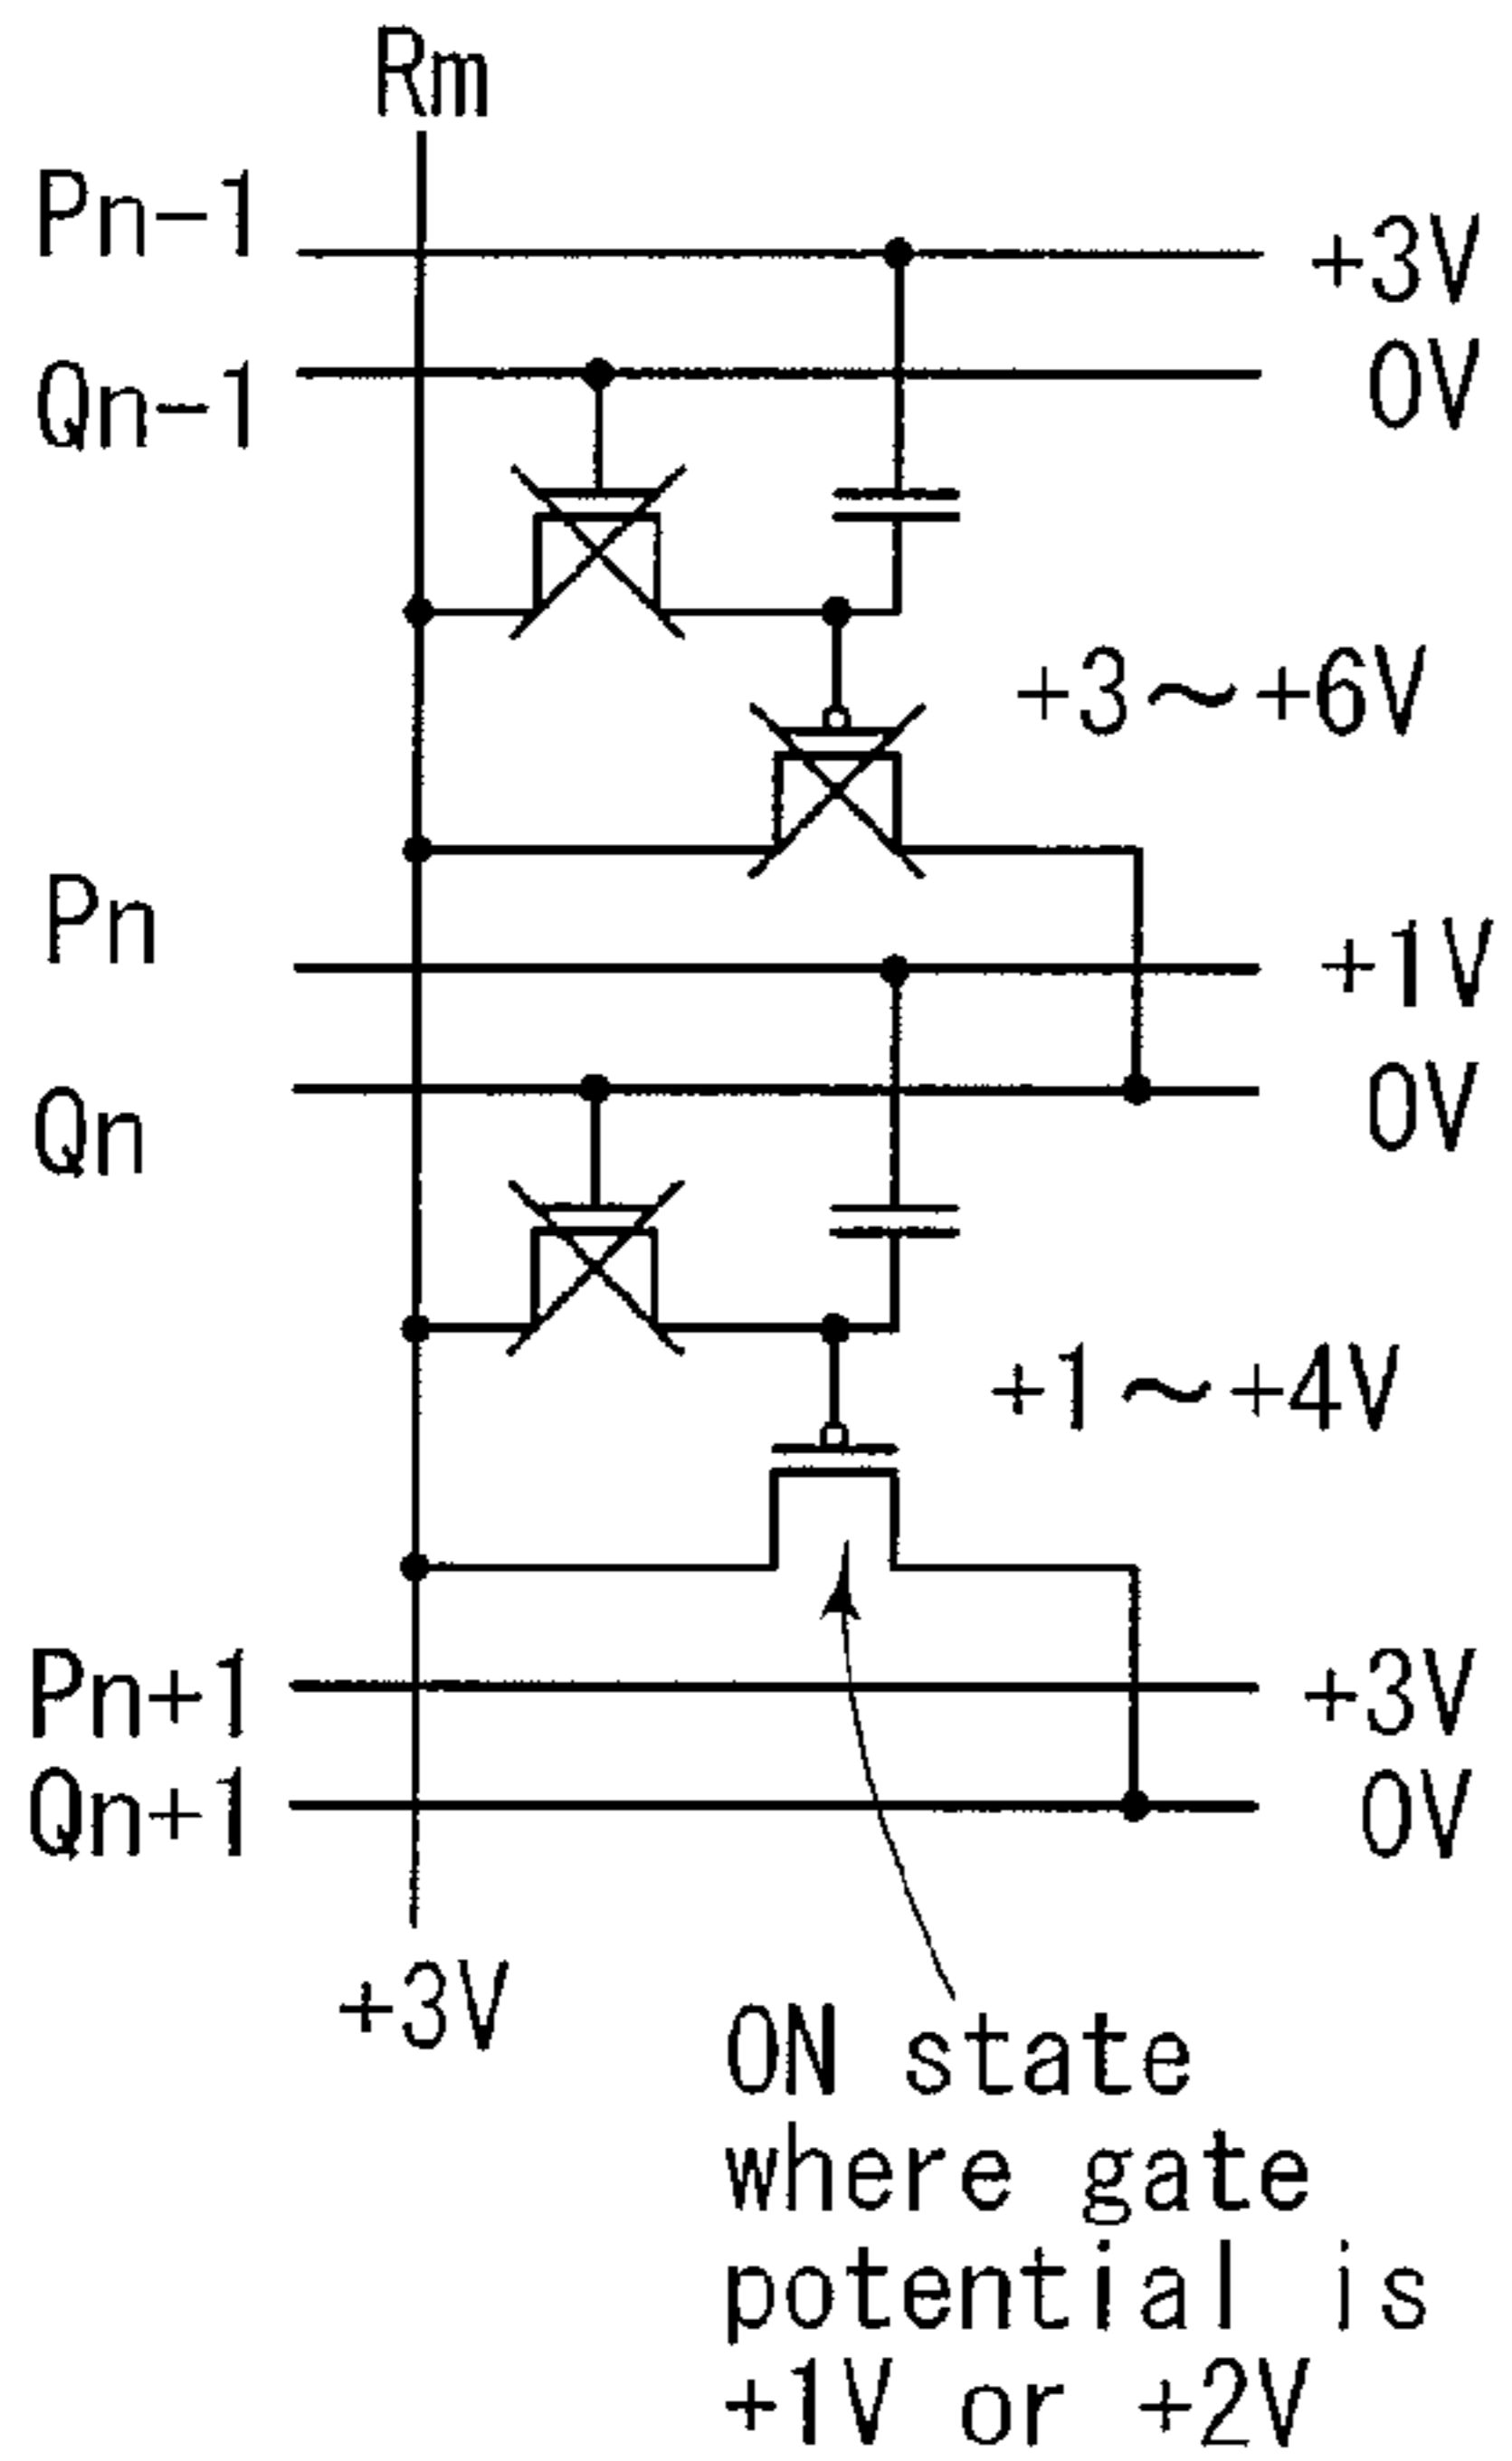 Rm
Pn-1
+3V
Qn-1
0V
+3~+6V
Pn
+1V
Qn
0V
+1~+4V
Pn+1
+3V
Qn+1
0V
+3V
ON state
where gate
potential is
+1V or +2V